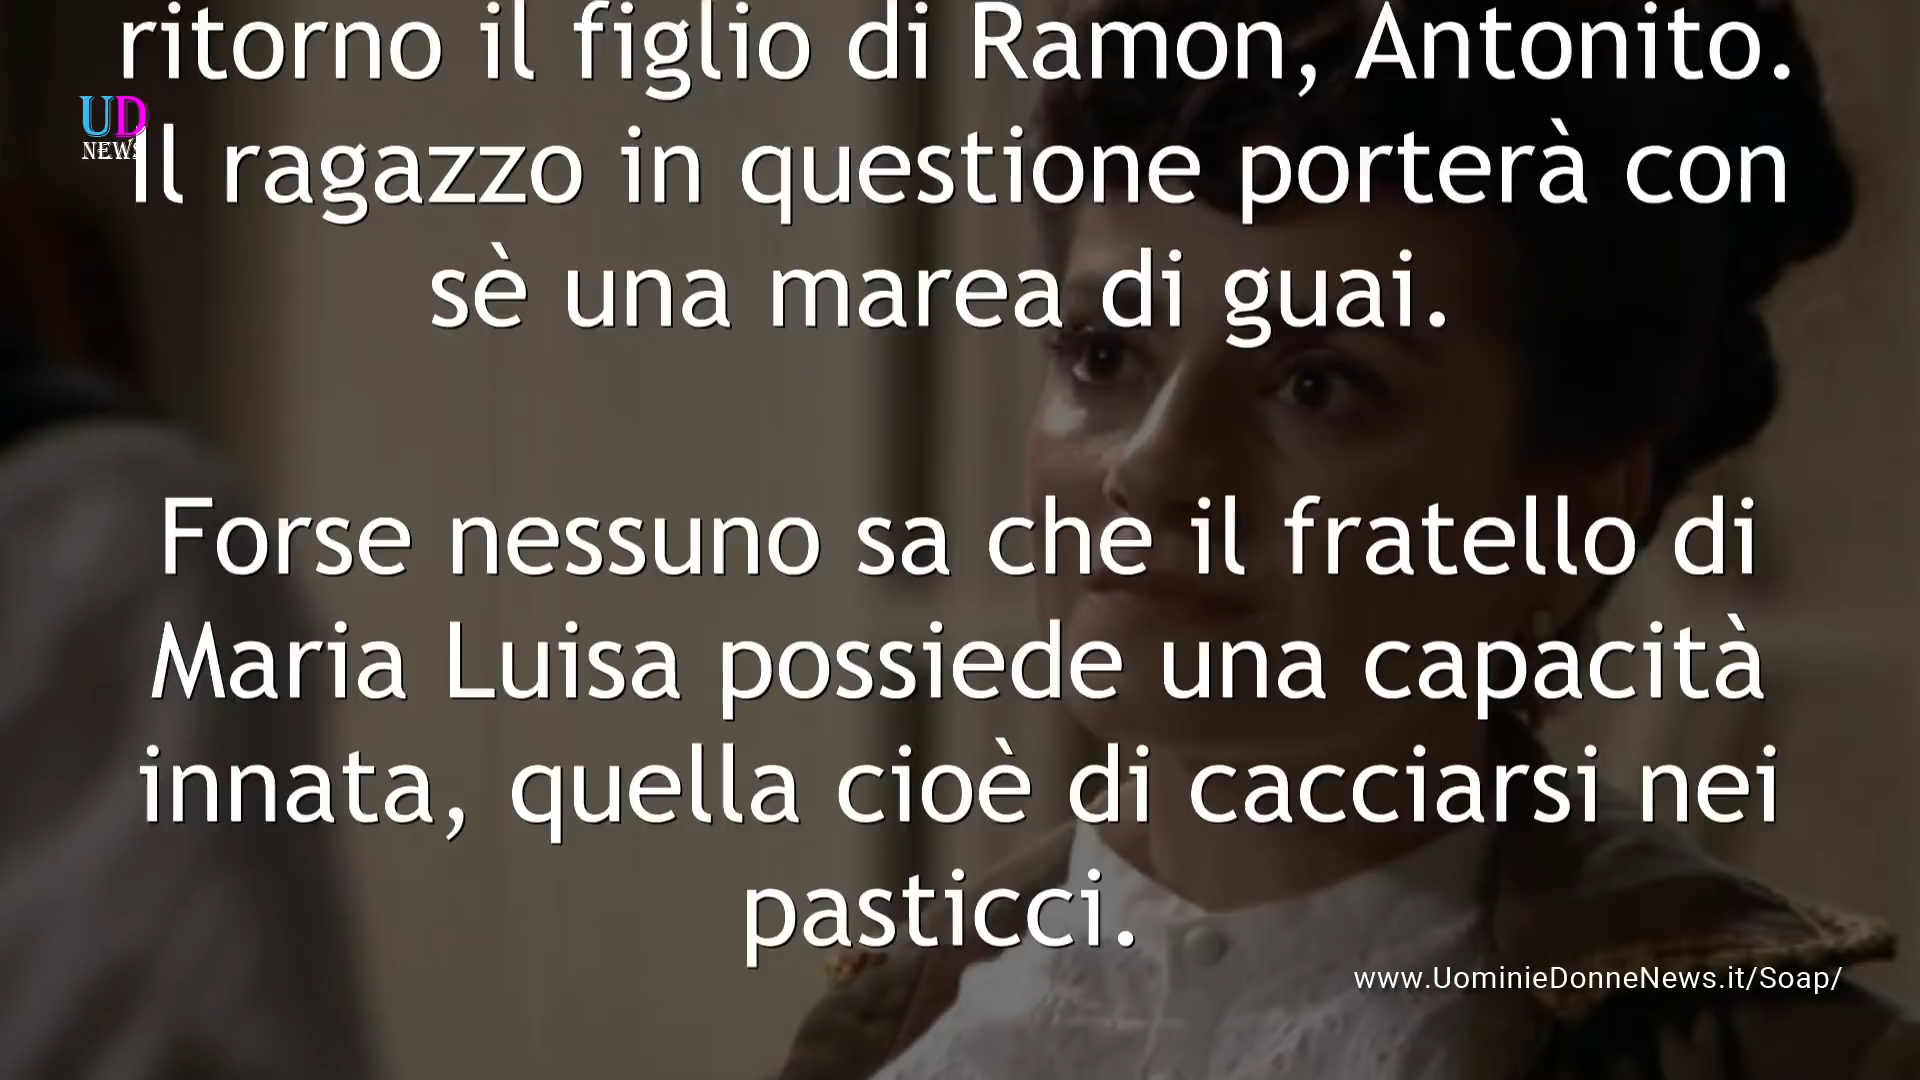 ritorno il figlio di Ramon, Antonito.
UD
NEWS
Il ragazzo in questione porterà con
sè una marea di guai.
Forse nessuno sa che il fratello di
Maria Luisa possiede una capacità
innata, quella cioè di cacciarsi nei
pasticci.
www.UominieDonneNews.it/Soap/